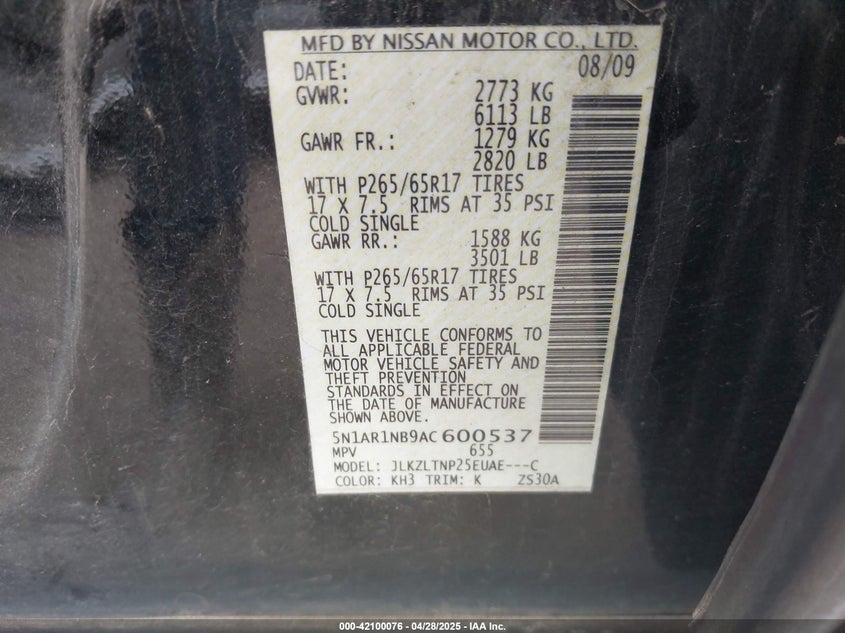 MFD BY NISSAN MOTOR CO., LTD.
DATE: 08/09
GVWR: 2773 KG
6113 LB
GAWR FR.: 1279 KG
2820 LB
WITH P265/65R17 TIRES
17 X 7.5 RIMS AT 35 PSI
COLD SINGLE
GAWR RR.: 1588 KG
3501 LB
WITH P265/65R17 TIRES
17 X 7.5 RIMS AT 35 PSI
COLD SINGLE
THIS VEHICLE CONFORMS TO
ALL APPLICABLE FEDERAL
MOTOR VEHICLE SAFETY AND
THEFT PREVENTION
STANDARDS IN EFFECT ON
THE DATE OF MANUFACTURE
SHOWN ABOVE.
5N1AR1NB9AC600537
MPV 655
MODEL: JLKZLTNP25EUAE---C
COLOR: KH3 TRIM: K ZS30A
000-42100076 - 04/28/2025 - IAA Inc.